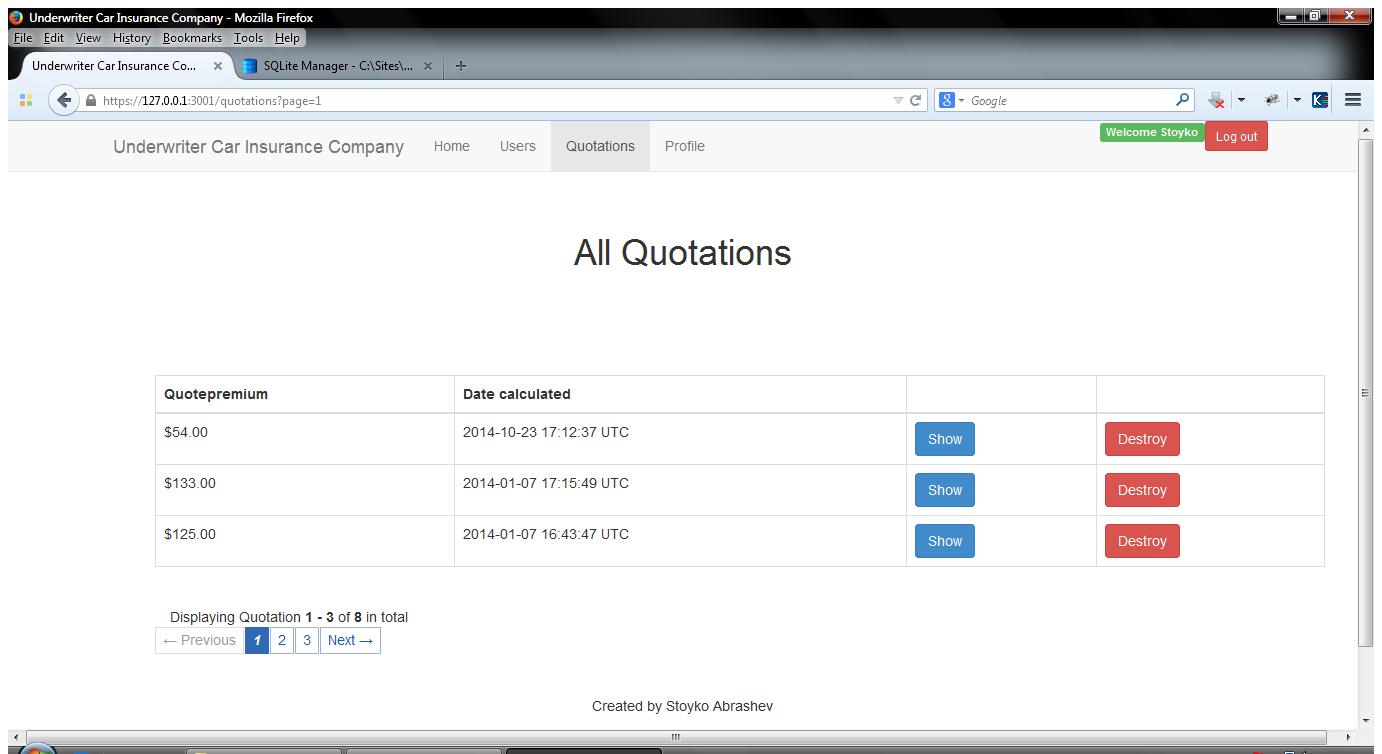 Underwriter Car Insurance Company - Mozilla Firefox
File Edit View History Bookmarks Tools Help
Underwriter Car Insurance Co... × SQLite Manager - C:\Sites\... × +
https://127.0.0.1:3001/quotations?page=1 8 Google K
Underwriter Car Insurance Company Home Users Quotations Profile Welcome Stoyko Log out
All Quotations
Quotepremium Date calculated
$54.00 2014-10-23 17:12:37 UTC Show Destroy
$133.00 2014-01-07 17:15:49 UTC Show Destroy
$125.00 2014-01-07 16:43:47 UTC Show Destroy
Displaying Quotation 1 - 3 of 8 in total
← Previous 1 2 3 Next →
Created by Stoyko Abrashev